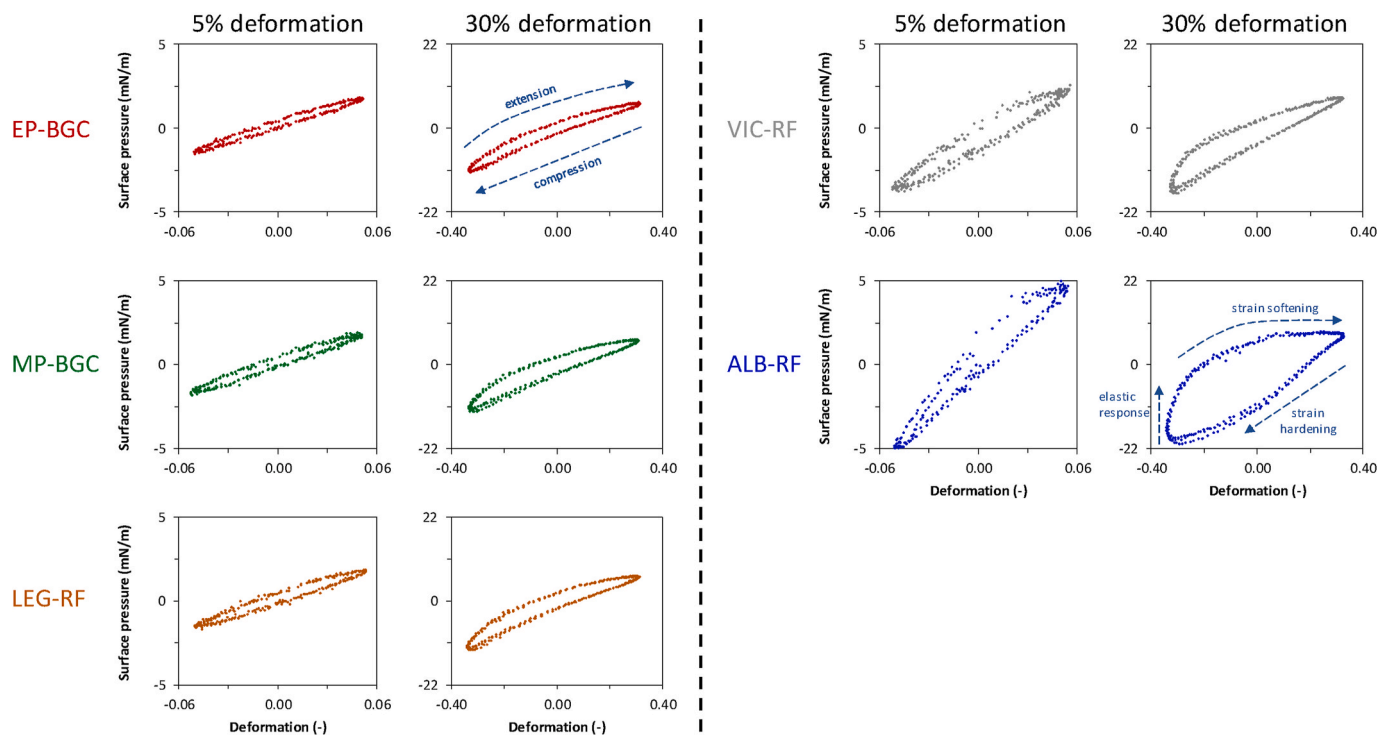 5% deformation
30% deformation
EP-BGC
Surface pressure (mN/m)
5
0
-5
-0.06
0.00
0.06
22
0
-22
-0.40
0.00
0.40
extension
compression
MP-BGC
Surface pressure (mN/m)
5
0
-5
-0.06
0.00
0.06
22
0
-22
-0.40
0.00
0.40
LEG-RF
Surface pressure (mN/m)
5
0
-5
-0.06
0.00
0.06
Deformation (-)
22
0
-22
-0.40
0.00
0.40
Deformation (-)
5% deformation
30% deformation
VIC-RF
Surface pressure (mN/m)
5
0
-5
-0.06
0.00
0.06
22
0
-22
-0.40
0.00
0.40
ALB-RF
Surface pressure (mN/m)
5
0
-5
-0.06
0.00
0.06
Deformation (-)
22
0
-22
-0.40
0.00
0.40
Deformation (-)
strain softening
elastic
response
strain
hardening